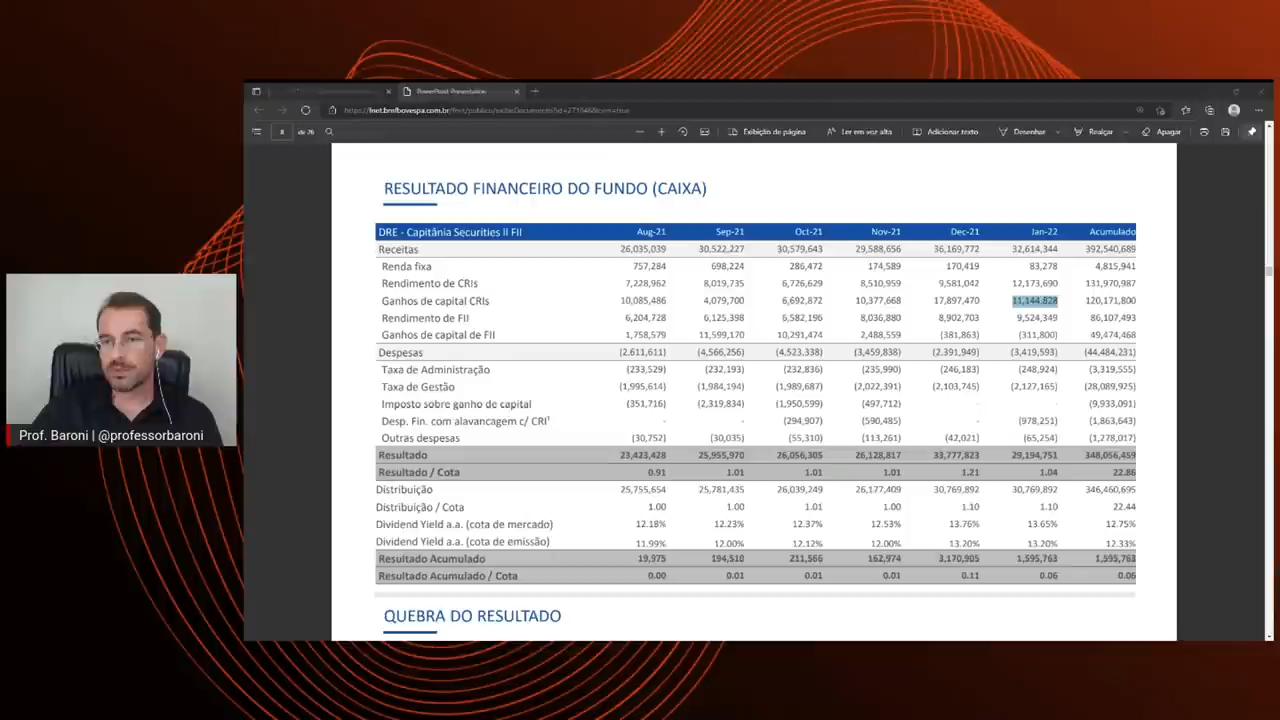 PowerPoint Presentation
8 de 26
Exibição de página
Ler em voz alta
Adicionar texto
Desenhar
Realçar
Apagar
RESULTADO FINANCEIRO DO FUNDO (CAIXA)
DRE - Capitânia Securities II FII Aug-21 Sep-21 Oct-21 Nov-21 Dec-21 Jan-22 Acumulado
Receitas 26,035,039 30,522,227 30,579,643 29,588,656 36,169,772 32,614,344 392,540,689
Renda fixa 757,284 698,224 286,472 174,589 170,419 83,278 4,815,941
Rendimento de CRIs 7,228,962 8,019,735 6,726,629 8,510,959 9,581,042 12,173,690 131,970,987
Ganhos de capital CRIs 10,085,486 4,079,700 6,692,872 10,377,668 17,897,470 11,144,828 120,171,800
Rendimento de FII 6,204,728 6,125,398 6,582,196 8,036,880 8,902,703 9,524,349 86,107,493
Ganhos de capital de FII 1,758,579 11,599,170 10,291,474 2,488,559 (381,863) (311,800) 49,474,468
Despesas (2,611,611) (4,566,256) (4,523,338) (3,459,838) (2,391,949) (3,419,593) (44,484,231)
Taxa de Administração (233,529) (232,193) (232,836) (235,990) (246,183) (248,924) (3,319,555)
Taxa de Gestão (1,995,614) (1,984,194) (1,989,687) (2,022,391) (2,103,745) (2,127,165) (28,089,925)
Imposto sobre ganho de capital (351,716) (2,319,834) (1,950,599) (497,712) - - (9,933,091)
Desp. Fin. com alavancagem c/ CRI¹ - - (294,907) (590,485) - (978,251) (1,863,643)
Outras despesas (30,752) (30,035) (55,310) (113,261) (42,021) (65,254) (1,278,017)
Resultado 23,423,428 25,955,970 26,056,305 26,128,817 33,777,823 29,194,751 348,056,459
Resultado / Cota 0.91 1.01 1.01 1.01 1.21 1.04 22.86
Distribuição 25,755,654 25,781,435 26,039,249 26,177,409 30,769,892 30,769,892 346,460,695
Distribuição / Cota 1.00 1.00 1.01 1.00 1.10 1.10 22.44
Dividend Yield a.a. (cota de mercado) 12.18% 12.23% 12.37% 12.53% 13.76% 13.65% 12.75%
Dividend Yield a.a. (cota de emissão) 11.99% 12.00% 12.12% 12.00% 13.20% 13.20% 12.33%
Resultado Acumulado 19,975 194,510 211,566 162,974 3,170,905 1,595,763 1,595,763
Resultado Acumulado / Cota 0.00 0.01 0.01 0.01 0.11 0.06 0.06
QUEBRA DO RESULTADO
Prof. Baroni | @professorbaroni